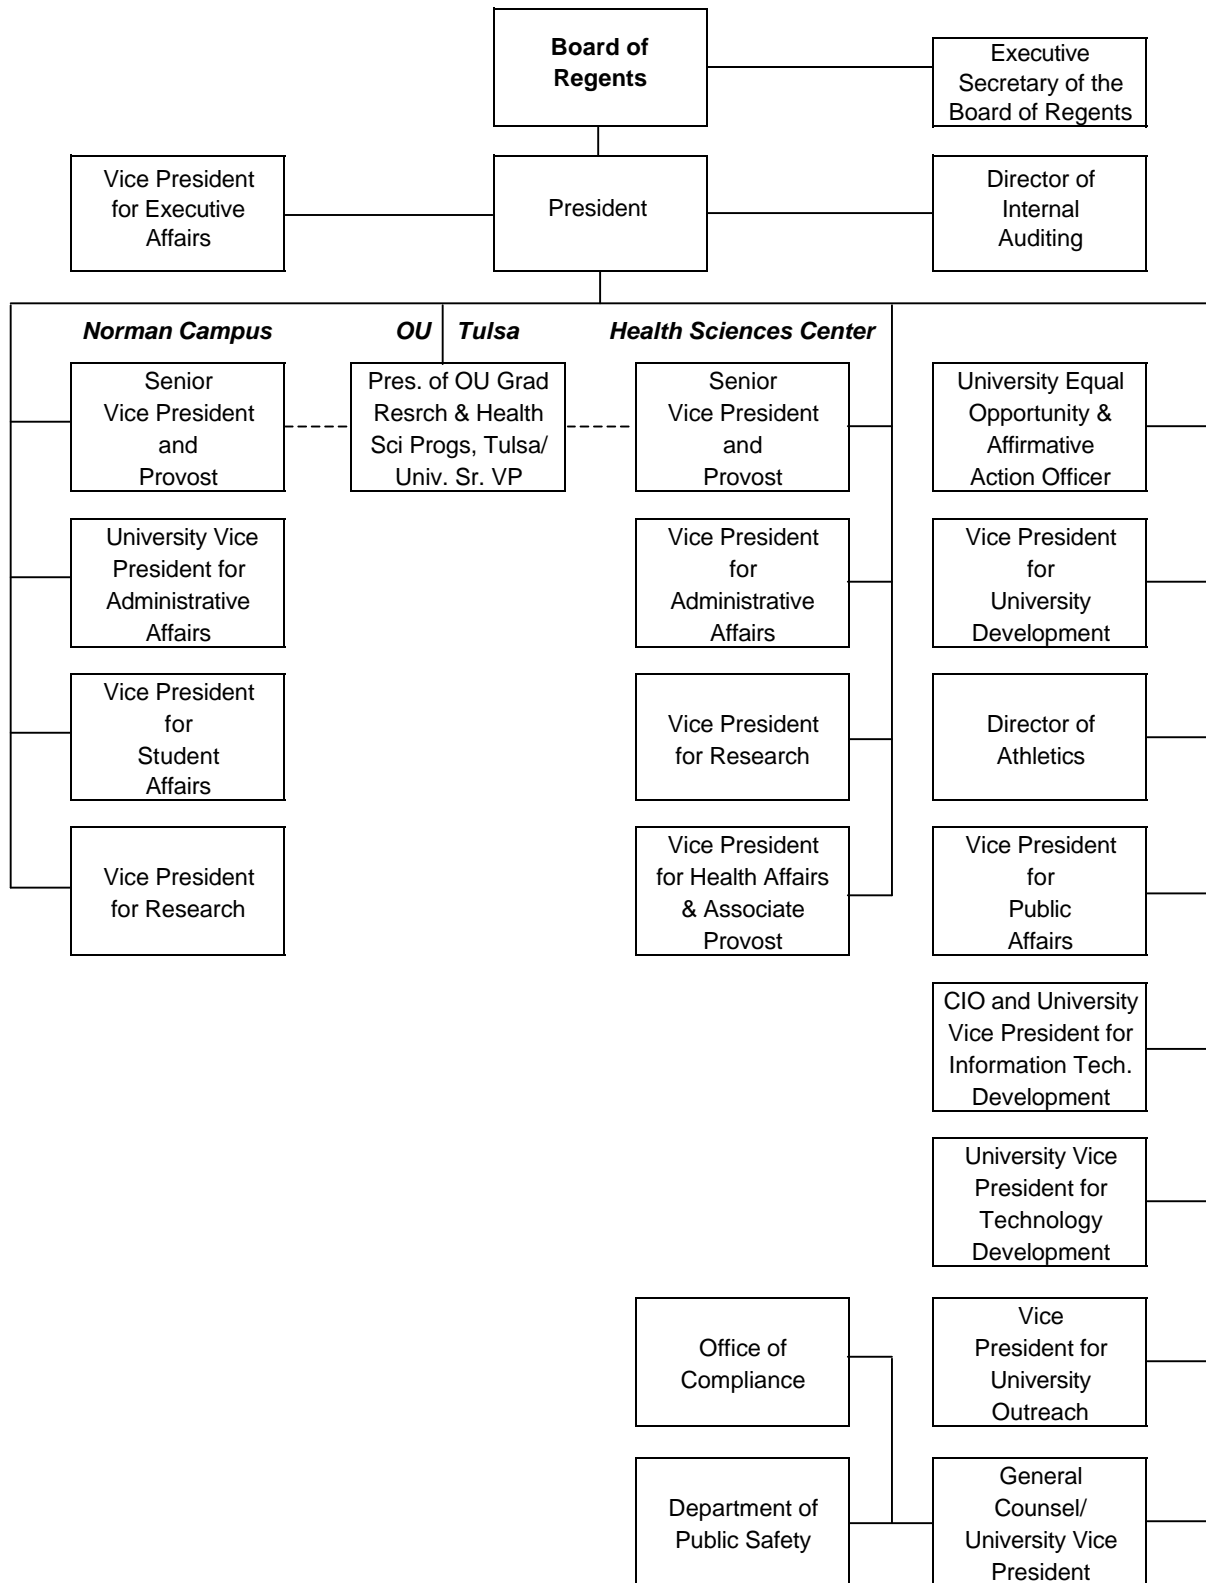 Board of
Regents
Executive
Secretary of the
Board of Regents
Vice President
for Executive
Affairs
President
Director of
Internal
Auditing
Norman Campus
OU Tulsa
Health Sciences Center
Senior
Vice President
and
Provost
Pres. of OU Grad
Resrch & Health
Sci Progs, Tulsa/
Univ. Sr. VP
Senior
Vice President
and
Provost
University Equal
Opportunity &
Affirmative
Action Officer
University Vice
President for
Administrative
Affairs
Vice President
for
Administrative
Affairs
Vice President
for
University
Development
Vice President
for
Student
Affairs
Vice President
for Research
Director of
Athletics
Vice President
for Research
Vice President
for Health Affairs
& Associate
Provost
Vice President
for
Public
Affairs
CIO and University
Vice President for
Information Tech.
Development
University Vice
President for
Technology
Development
Office of
Compliance
Vice
President for
University
Outreach
Department of
Public Safety
General
Counsel/
University Vice
President